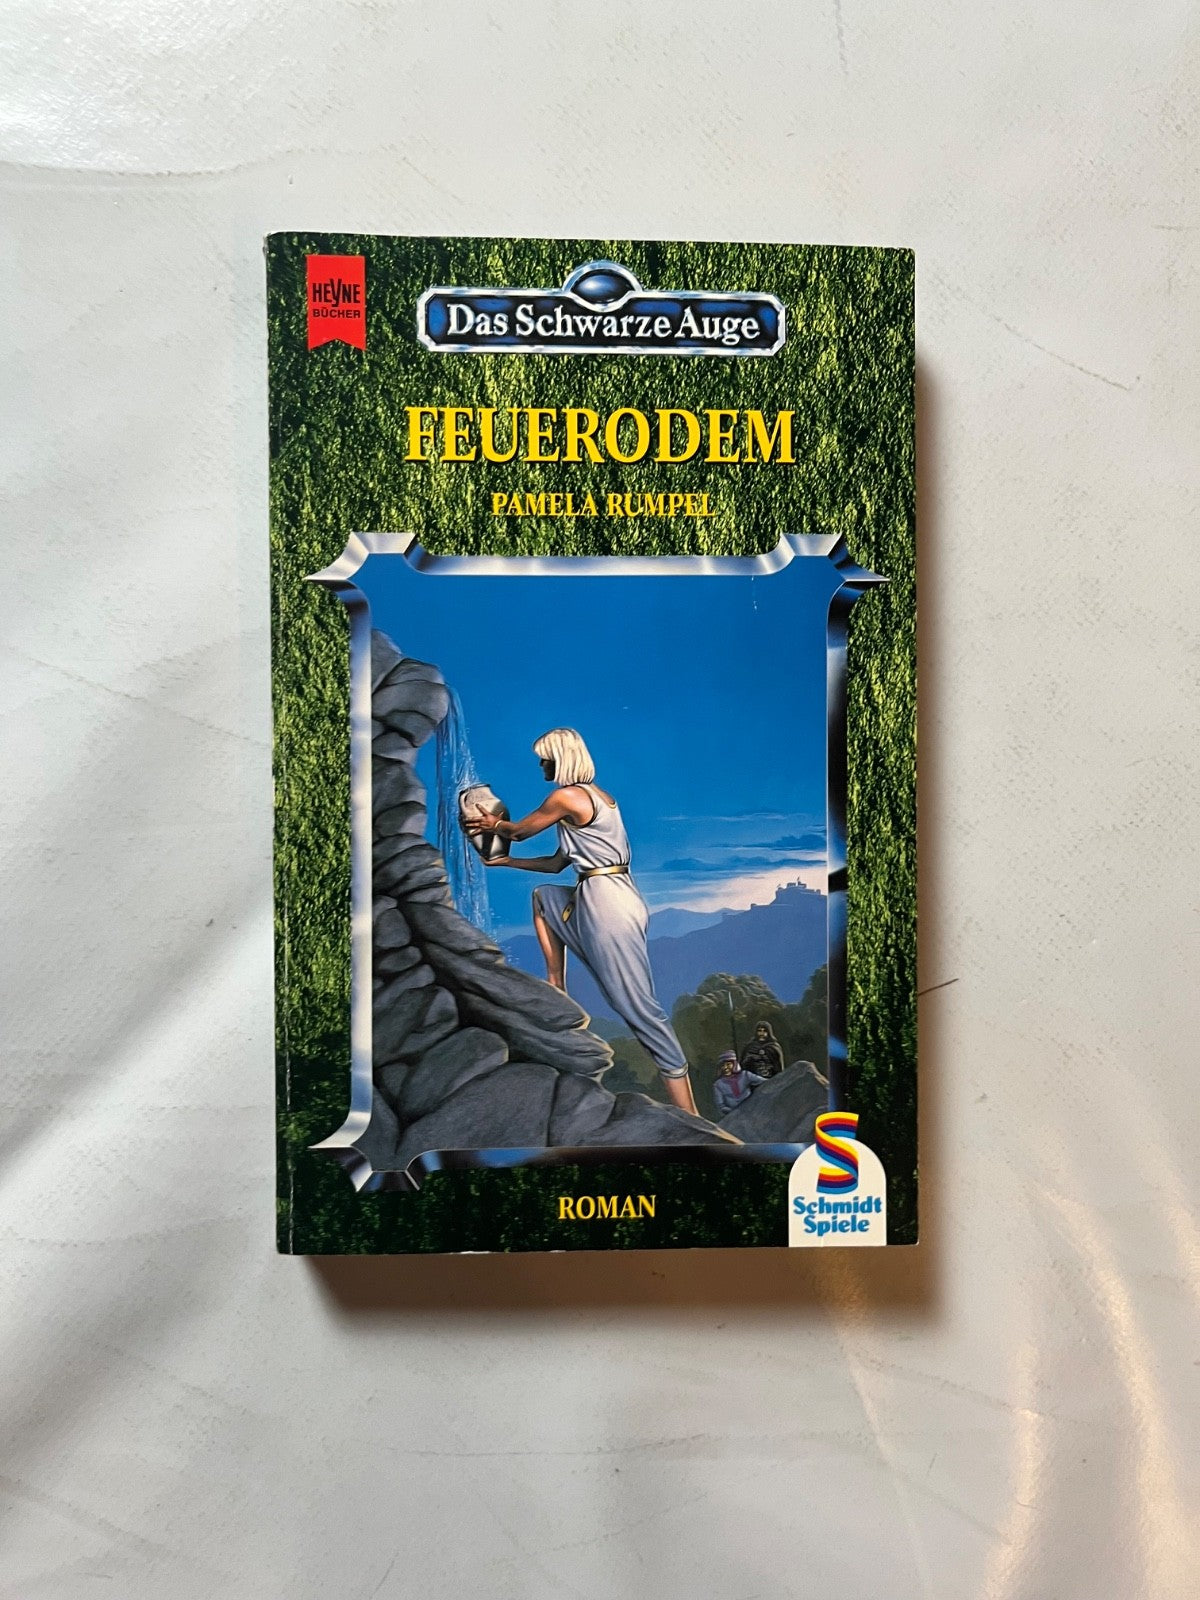 HEYNE
BÜCHER
Das Schwarze Auge
FEUERODEM
PAMELA RUMPEL
ROMAN
Schmidt
Spiele